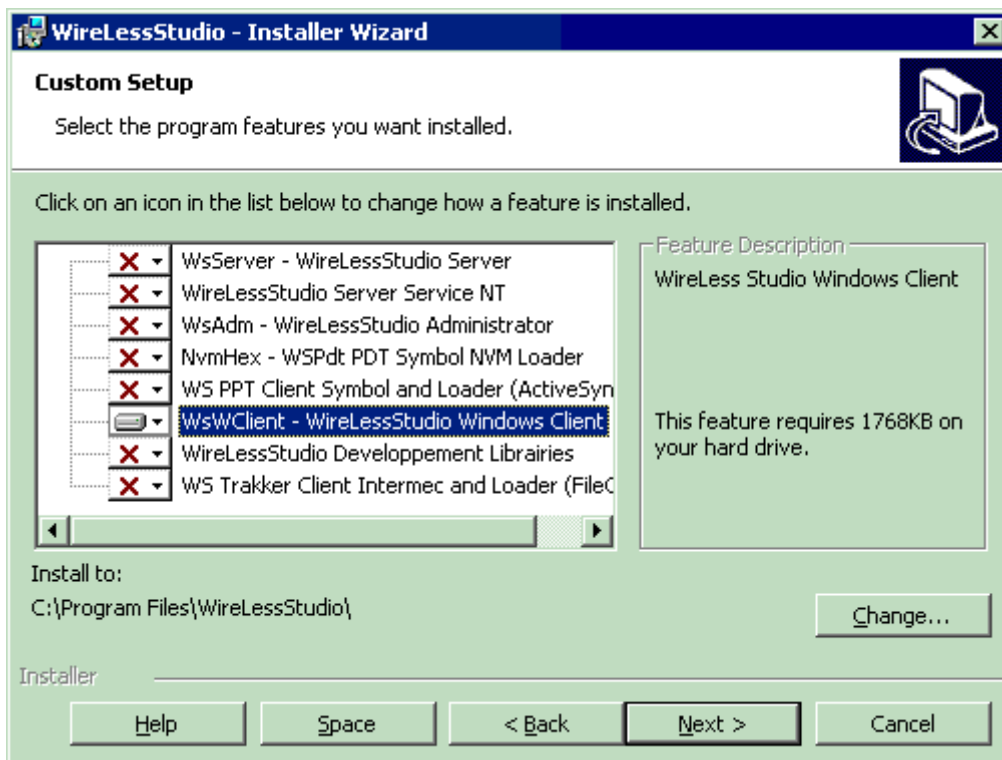 WireLessStudio - Installer Wizard
Custom Setup
Select the program features you want installed.
Click on an icon in the list below to change how a feature is installed.
WsServer - WireLessStudio Server
WireLessStudio Server Service NT
WsAdm - WireLessStudio Administrator
NvmHex - WSPdt PDT Symbol NVM Loader
WS PPT Client Symbol and Loader (ActiveSyn
WsWClient - WireLessStudio Windows Client
WireLessStudio Developpement Librairies
WS Trakker Client Intermec and Loader (FileC
Feature Description
WireLess Studio Windows Client
This feature requires 1768KB on
your hard drive.
Install to:
C:\Program Files\WireLessStudio\
Change...
Installer
Help
Space
< Back
Next >
Cancel